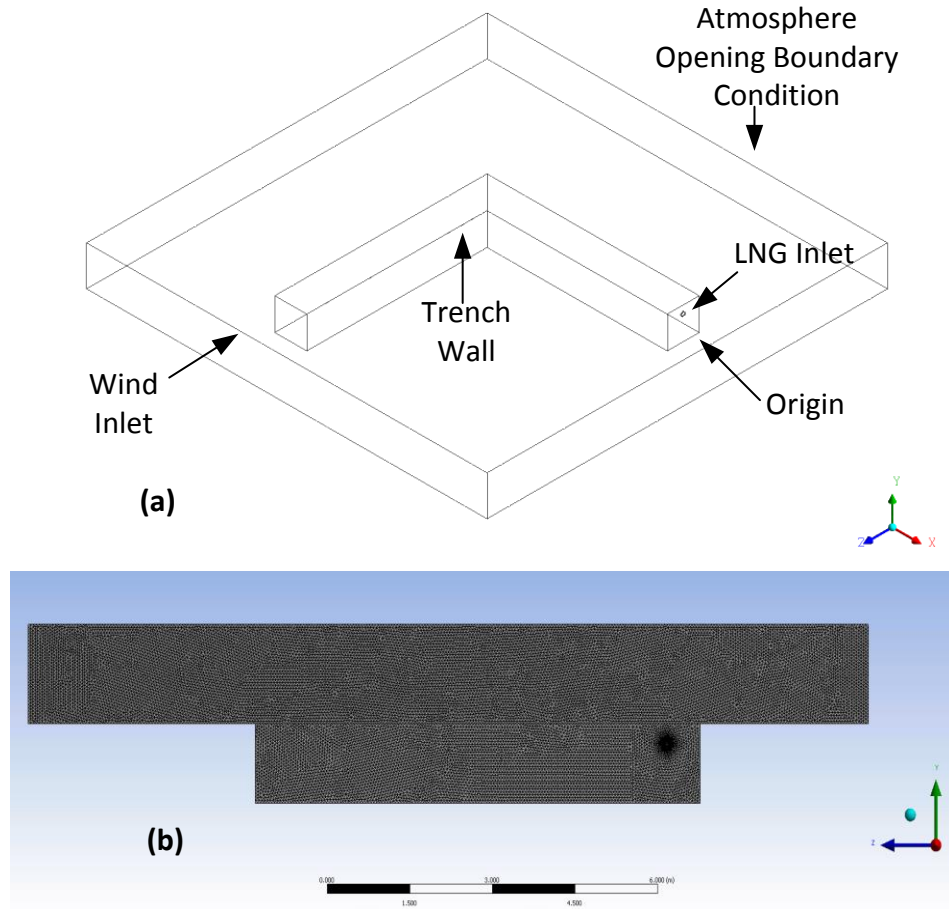 Atmosphere
Opening Boundary
Condition
LNG Inlet
Trench
Wall
Wind
Inlet
Origin
(a)
Y
Z
X
(b)
Y
Z
0.000
3.000
6.000 (m)
1.500
4.500